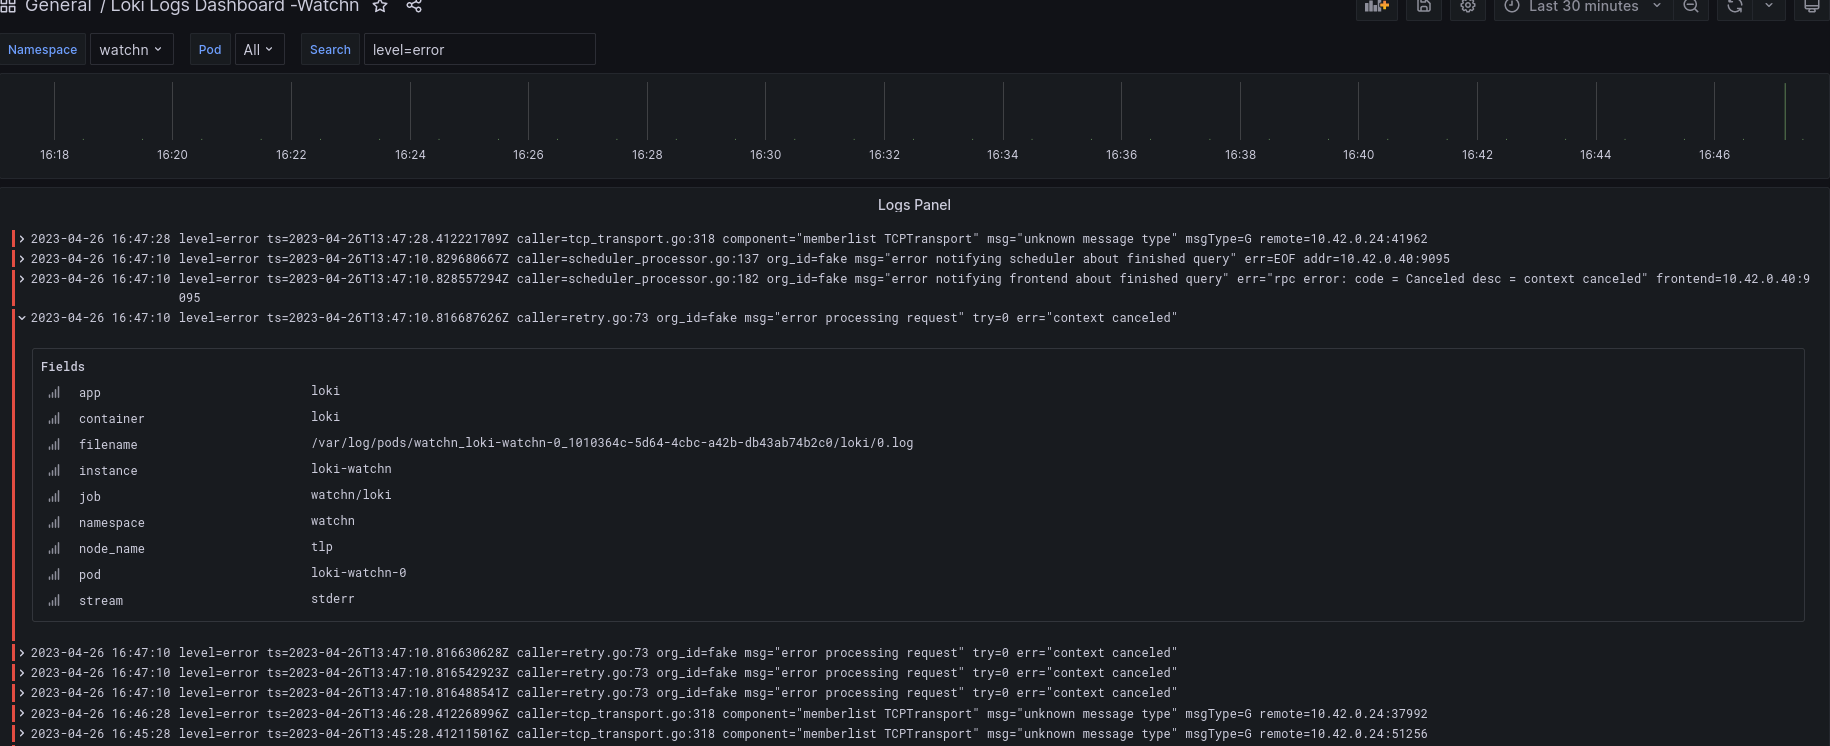 General / Loki Logs Dashboard -Watchn
Last 30 minutes
Namespace watchn Pod All Search level=error
16:18 16:20 16:22 16:24 16:26 16:28 16:30 16:32 16:34 16:36 16:38 16:40 16:42 16:44 16:46
Logs Panel
2023-04-26 16:47:28 level=error ts=2023-04-26T13:47:28.412221709Z caller=tcp_transport.go:318 component="memberlist TCPTransport" msg="unknown message type" msgType=G remote=10.42.0.24:41962
2023-04-26 16:47:10 level=error ts=2023-04-26T13:47:10.829680667Z caller=scheduler_processor.go:137 org_id=fake msg="error notifying scheduler about finished query" err=EOF addr=10.42.0.40:9095
2023-04-26 16:47:10 level=error ts=2023-04-26T13:47:10.828557294Z caller=scheduler_processor.go:182 org_id=fake msg="error notifying frontend about finished query" err="rpc error: code = Canceled desc = context canceled" frontend=10.42.0.40:9
095
2023-04-26 16:47:10 level=error ts=2023-04-26T13:47:10.816687626Z caller=retry.go:73 org_id=fake msg="error processing request" try=0 err="context canceled"
Fields
app loki
container loki
filename /var/log/pods/watchn_loki-watchn-0_1010364c-5d64-4cbc-a42b-db43ab74b2c0/loki/0.log
instance loki-watchn
job watchn/loki
namespace watchn
node_name tlp
pod loki-watchn-0
stream stderr
2023-04-26 16:47:10 level=error ts=2023-04-26T13:47:10.816630628Z caller=retry.go:73 org_id=fake msg="error processing request" try=0 err="context canceled"
2023-04-26 16:47:10 level=error ts=2023-04-26T13:47:10.816542923Z caller=retry.go:73 org_id=fake msg="error processing request" try=0 err="context canceled"
2023-04-26 16:47:10 level=error ts=2023-04-26T13:47:10.816488541Z caller=retry.go:73 org_id=fake msg="error processing request" try=0 err="context canceled"
2023-04-26 16:46:28 level=error ts=2023-04-26T13:46:28.412268996Z caller=tcp_transport.go:318 component="memberlist TCPTransport" msg="unknown message type" msgType=G remote=10.42.0.24:37992
2023-04-26 16:45:28 level=error ts=2023-04-26T13:45:28.412115016Z caller=tcp_transport.go:318 component="memberlist TCPTransport" msg="unknown message type" msgType=G remote=10.42.0.24:51256